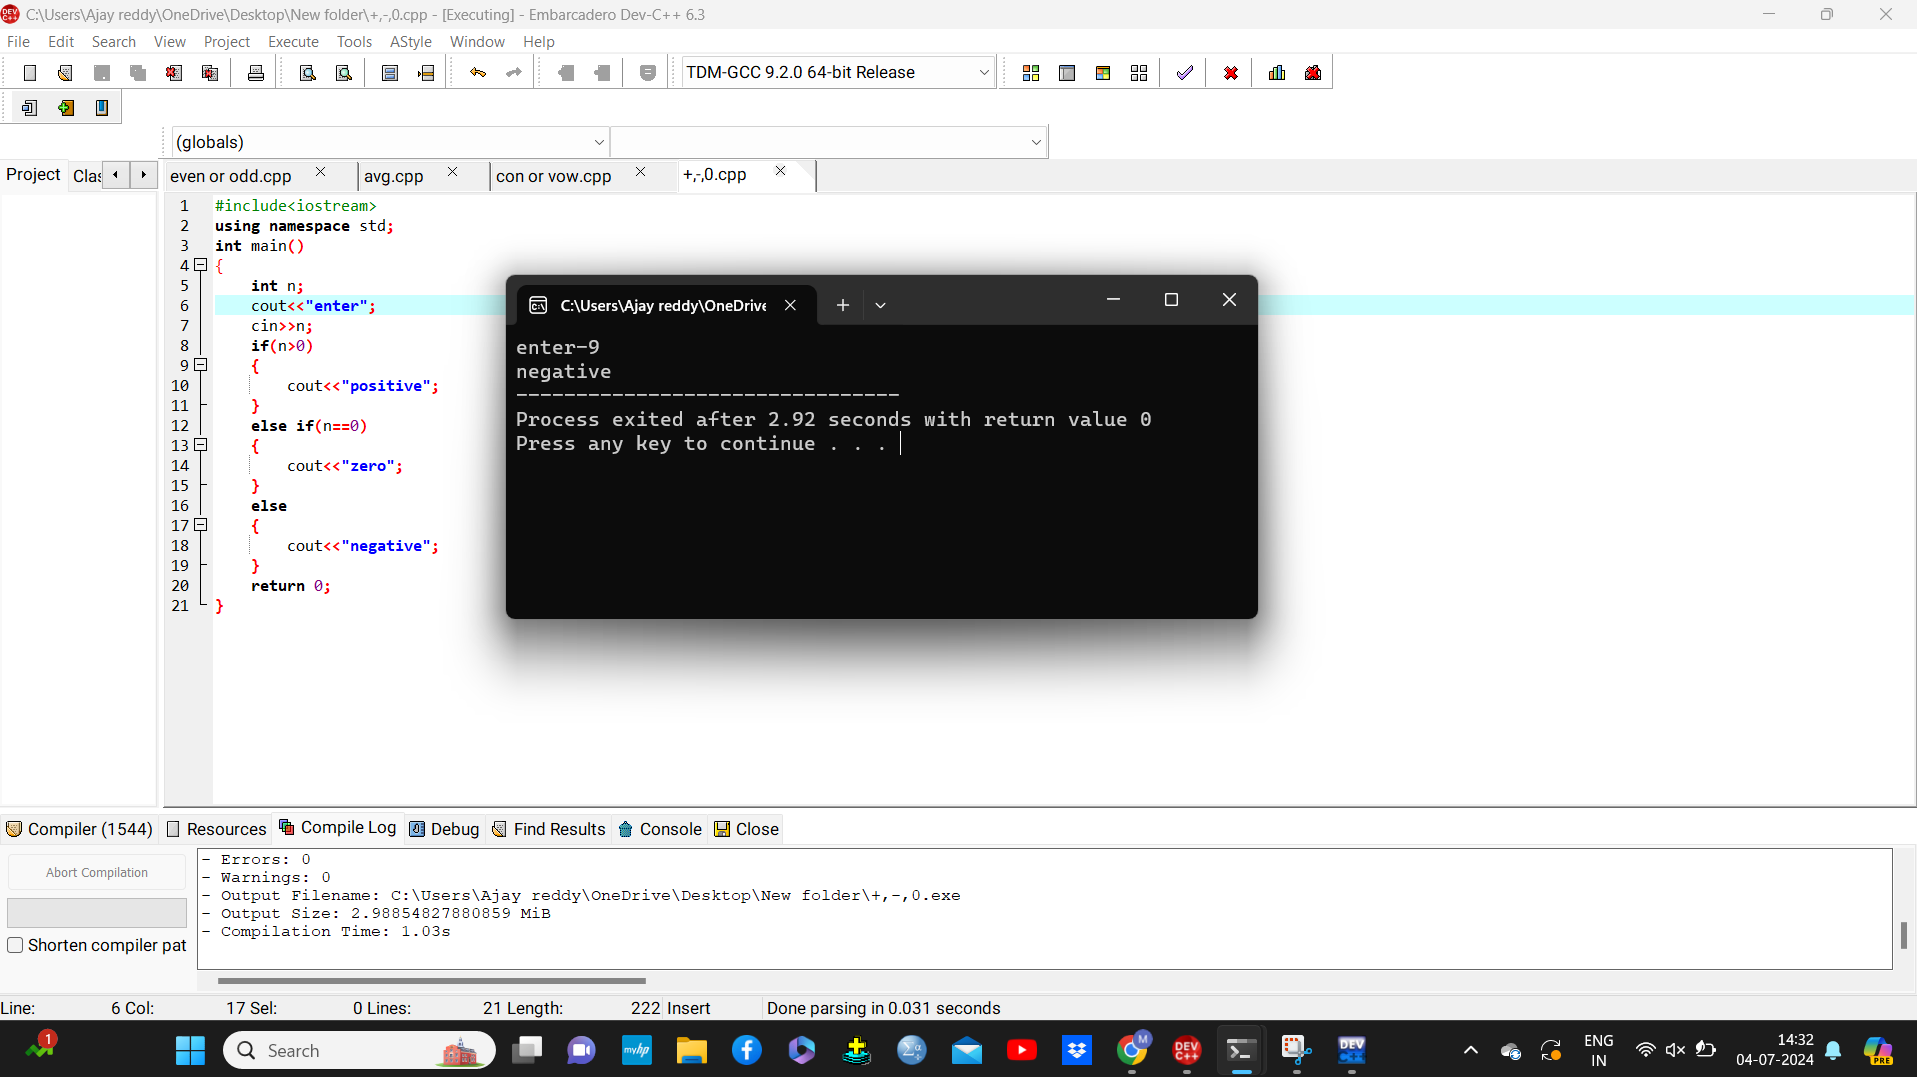 C:\Users\Ajay reddy\OneDrive\Desktop\New folder\+,-,0.cpp - [Executing] - Embarcadero Dev-C++ 6.3
File Edit Search View Project Execute Tools AStyle Window Help
TDM-GCC 9.2.0 64-bit Release
(globals)
Project Clas even or odd.cpp avg.cpp con or vow.cpp +,-,0.cpp
1 #include<iostream>
2 using namespace std;
3 int main()
4 {
5 int n;
6 cout<<"enter";
7 cin>>n;
8 if(n>0)
9 {
10 cout<<"positive";
11 }
12 else if(n==0)
13 {
14 cout<<"zero";
15 }
16 else
17 {
18 cout<<"negative";
19 }
20 return 0;
21 }
C:\Users\Ajay reddy\OneDrive
enter-9
negative
--------------------------------
Process exited after 2.92 seconds with return value 0
Press any key to continue . . .
Compiler (1544) Resources Compile Log Debug Find Results Console Close
Abort Compilation
Shorten compiler pat
- Errors: 0
- Warnings: 0
- Output Filename: C:\Users\Ajay reddy\OneDrive\Desktop\New folder\+,-,0.exe
- Output Size: 2.98854827880859 MiB
- Compilation Time: 1.03s
Line: 6 Col: 17 Sel: 0 Lines: 21 Length: 222 Insert Done parsing in 0.031 seconds
1
Search
myhp
M
DEV C++
DEV C++
ENG
IN
14:32
04-07-2024
PRE